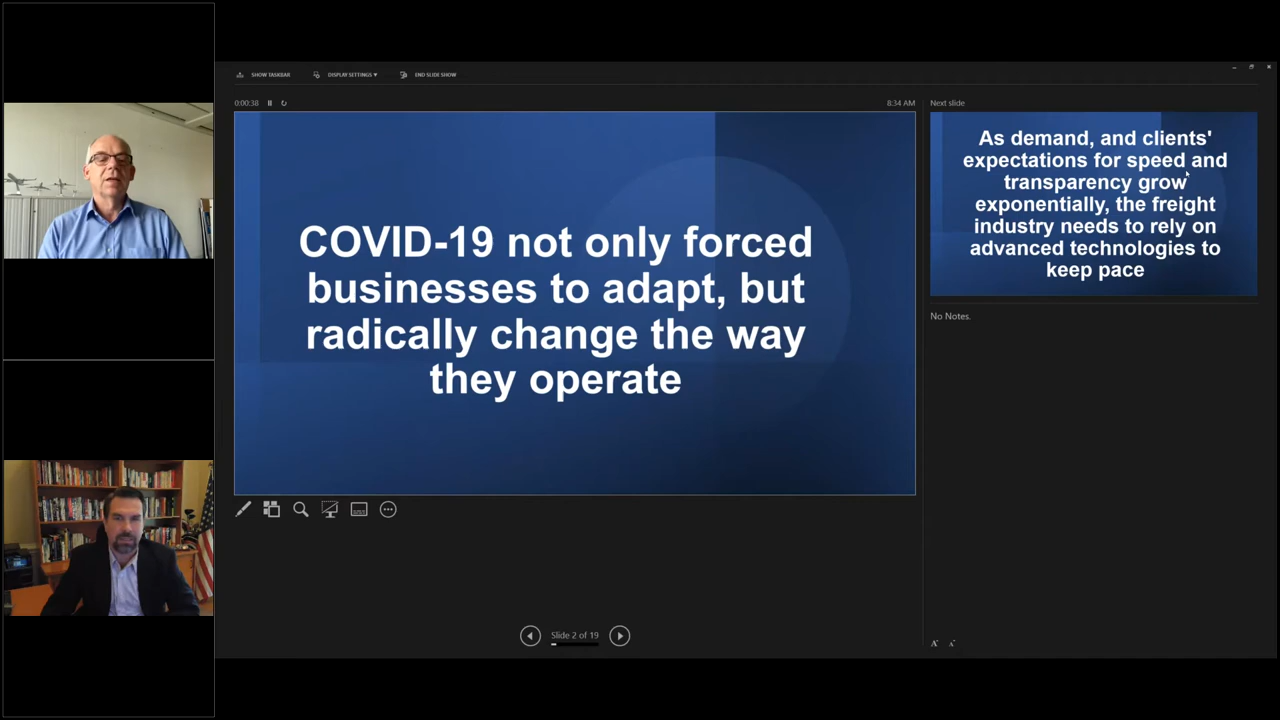 SHOW TASKBAR
DISPLAY SETTINGS ▾
END SLIDE SHOW
0:00:38
8:34 AM
Next slide
COVID-19 not only forced
businesses to adapt, but
radically change the way
they operate
As demand, and clients'
expectations for speed and
transparency grow
exponentially, the freight
industry needs to rely on
advanced technologies to
keep pace
No Notes.
Slide 2 of 19
A
A